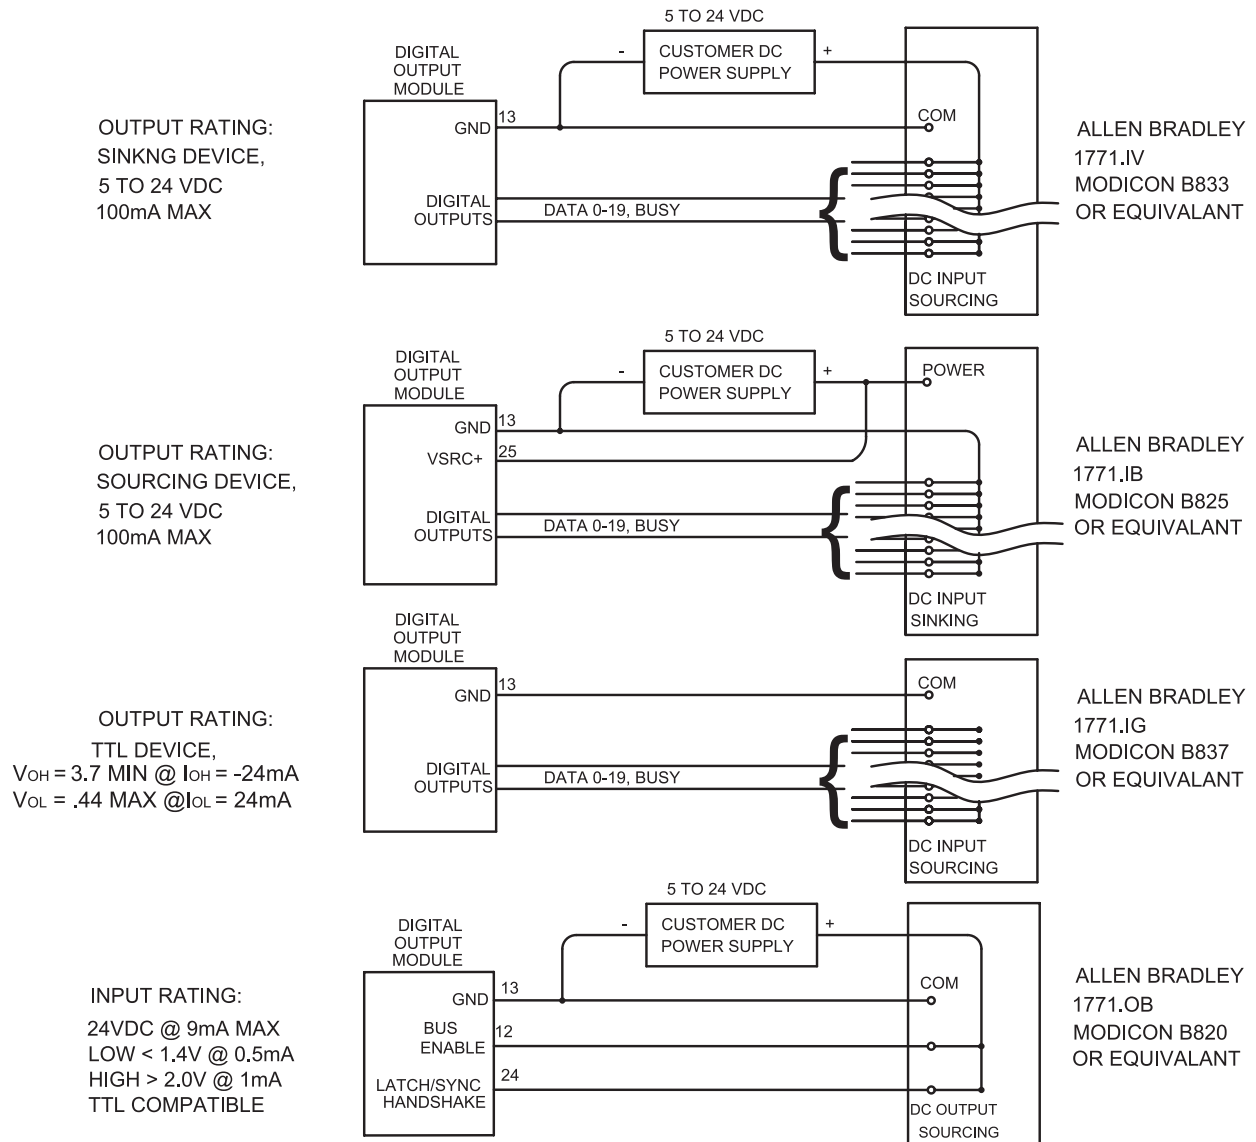 5 TO 24 VDC
DIGITAL
OUTPUT
MODULE
- CUSTOMER DC +
POWER SUPPLY
OUTPUT RATING:
SINKNG DEVICE,
5 TO 24 VDC
100mA MAX
GND 13
COM
DIGITAL
OUTPUTS
DATA 0-19, BUSY
DC INPUT
SOURCING
ALLEN BRADLEY
1771.IV
MODICON B833
OR EQUIVALANT
5 TO 24 VDC
DIGITAL
OUTPUT
MODULE
- CUSTOMER DC +
POWER SUPPLY
POWER
OUTPUT RATING:
SOURCING DEVICE,
5 TO 24 VDC
100mA MAX
GND 13
VSRC+ 25
DIGITAL
OUTPUTS
DATA 0-19, BUSY
DC INPUT
SINKING
ALLEN BRADLEY
1771.IB
MODICON B825
OR EQUIVALANT
DIGITAL
OUTPUT
MODULE
OUTPUT RATING:
TTL DEVICE,
VOH = 3.7 MIN @ IOH = -24mA
VOL = .44 MAX @IOL = 24mA
GND 13
COM
DIGITAL
OUTPUTS
DATA 0-19, BUSY
DC INPUT
SOURCING
ALLEN BRADLEY
1771.IG
MODICON B837
OR EQUIVALANT
5 TO 24 VDC
DIGITAL
OUTPUT
MODULE
- CUSTOMER DC +
POWER SUPPLY
INPUT RATING:
24VDC @ 9mA MAX
LOW < 1.4V @ 0.5mA
HIGH > 2.0V @ 1mA
TTL COMPATIBLE
GND 13
COM
BUS
ENABLE 12
LATCH/SYNC 24
HANDSHAKE
DC OUTPUT
SOURCING
ALLEN BRADLEY
1771.OB
MODICON B820
OR EQUIVALANT